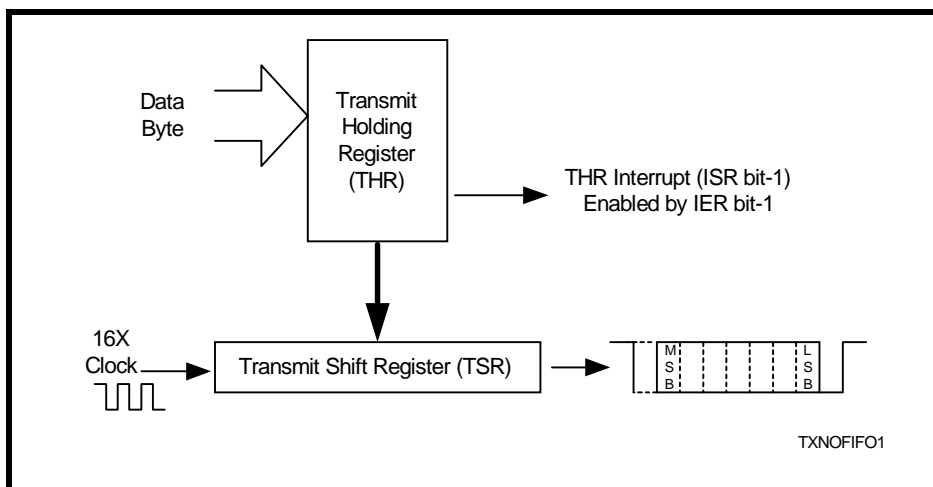 Data
Byte
Transmit
Holding
Register
(THR)
THR Interrupt (ISR bit-1)
Enabled by IER bit-1
16X
Clock
Transmit Shift Register (TSR)
M
S
B
L
S
B
TXNOFIFO1